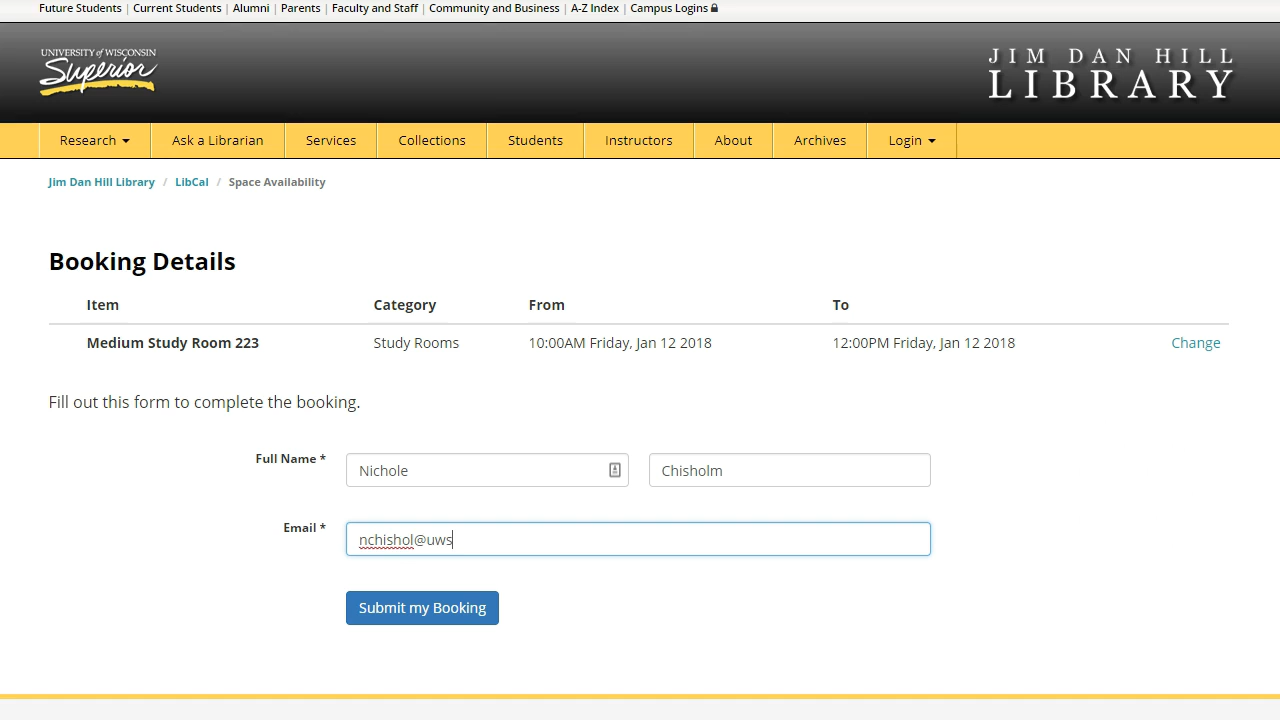 Future Students | Current Students | Alumni | Parents | Faculty and Staff | Community and Business | A-Z Index | Campus Logins
UNIVERSITY of WISCONSIN
Superior
JIM DAN HILL
LIBRARY
Research Ask a Librarian Services Collections Students Instructors About Archives Login
Jim Dan Hill Library / LibCal / Space Availability
Booking Details
Item Category From To
Medium Study Room 223 Study Rooms 10:00AM Friday, Jan 12 2018 12:00PM Friday, Jan 12 2018 Change
Fill out this form to complete the booking.
Full Name * Nichole Chisholm
Email * nchishol@uws
Submit my Booking